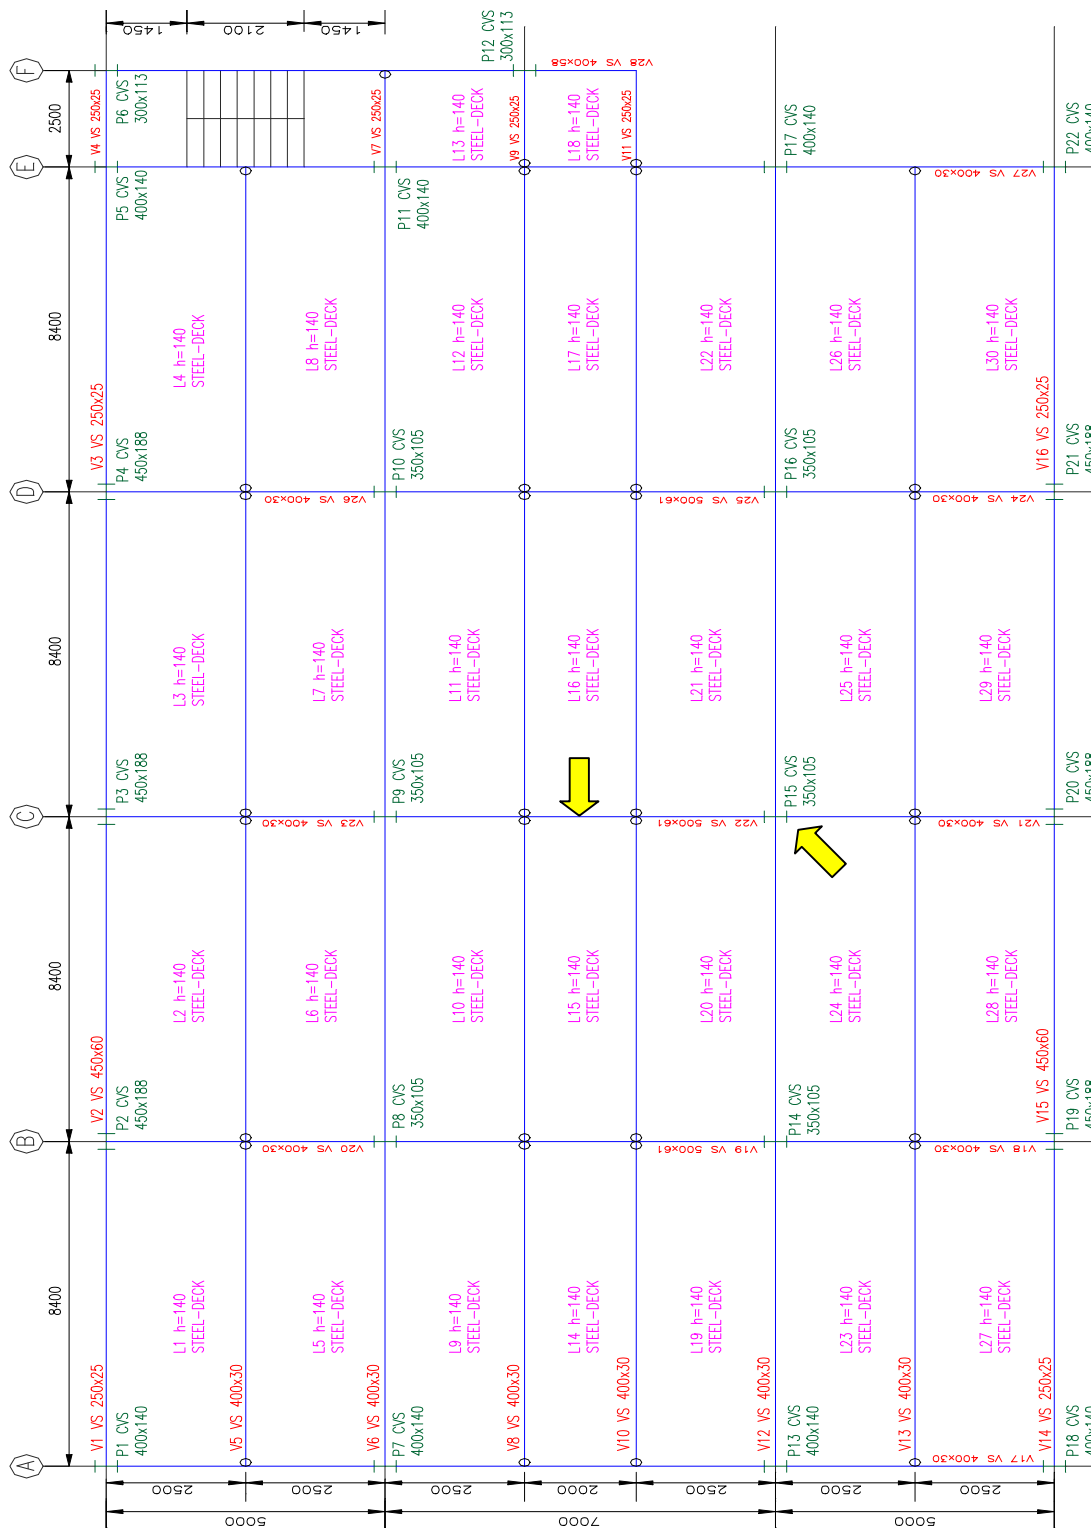 A
B
C
D
E
F
8400
8400
8400
8400
2500
V1 VS 250x25
V2 VS 450x60
V3 VS 250x25
V4 VS 250x25
P1 CVS
400x140
P2 CVS
450x188
P3 CVS
450x188
P4 CVS
450x188
P5 CVS
400x140
P6 CVS
300x113
1450
2100
1450
2500
2500
5000
L1 h=140
STEEL-DECK
L2 h=140
STEEL-DECK
L3 h=140
STEEL-DECK
L4 h=140
STEEL-DECK
V5 VS 400x30
V20 VS 400x30
V23 VS 400x30
V26 VS 400x30
L5 h=140
STEEL-DECK
L6 h=140
STEEL-DECK
L7 h=140
STEEL-DECK
L8 h=140
STEEL-DECK
V6 VS 400x30
V7 VS 250x25
P7 CVS
400x140
P8 CVS
350x105
P9 CVS
350x105
P10 CVS
350x105
P11 CVS
400x140
2500
2000
2500
7000
L9 h=140
STEEL-DECK
L10 h=140
STEEL-DECK
L11 h=140
STEEL-DECK
L12 h=140
STEEL-DECK
L13 h=140
STEEL-DECK
P12 CVS
300x113
V8 VS 400x30
V9 VS 250x25
L14 h=140
STEEL-DECK
L15 h=140
STEEL-DECK
L16 h=140
STEEL-DECK
L17 h=140
STEEL-DECK
L18 h=140
STEEL-DECK
V28 VS 400x58
V10 VS 400x30
V11 VS 250x25
V19 VS 500x61
V22 VS 500x61
V25 VS 500x61
L19 h=140
STEEL-DECK
L20 h=140
STEEL-DECK
L21 h=140
STEEL-DECK
L22 h=140
STEEL-DECK
V12 VS 400x30
P13 CVS
400x140
P14 CVS
350x105
P15 CVS
350x105
P16 CVS
350x105
P17 CVS
400x140
2500
2500
5000
L23 h=140
STEEL-DECK
L24 h=140
STEEL-DECK
L25 h=140
STEEL-DECK
L26 h=140
STEEL-DECK
V13 VS 400x30
V17 VS 400x30
V18 VS 400x30
V21 VS 400x30
V24 VS 400x30
V27 VS 400x30
L27 h=140
STEEL-DECK
L28 h=140
STEEL-DECK
L29 h=140
STEEL-DECK
L30 h=140
STEEL-DECK
V14 VS 250x25
V15 VS 450x60
V16 VS 250x25
P18 CVS
400x140
P19 CVS
450x188
P20 CVS
450x188
P21 CVS
450x188
P22 CVS
400x140